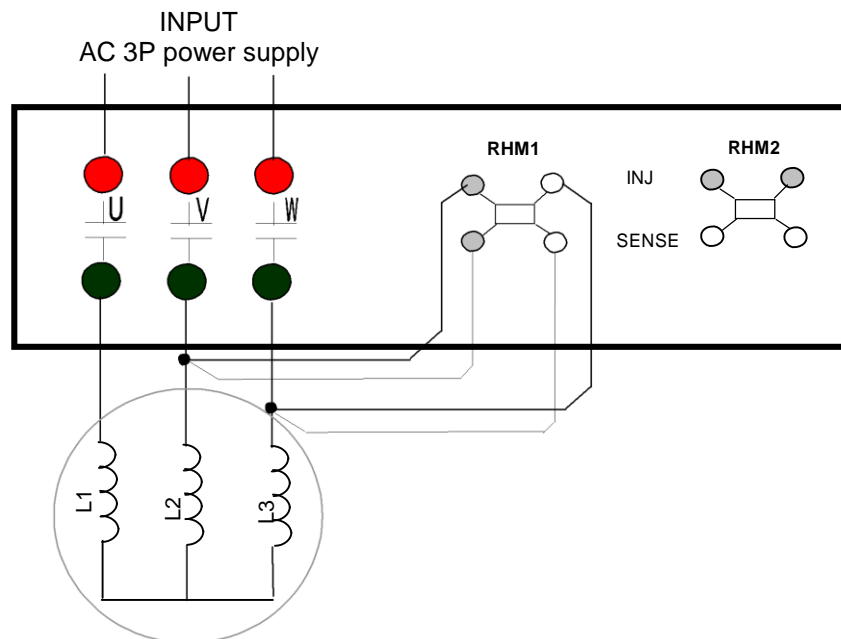 INPUT
AC 3P power supply
RHM1
RHM2
INJ
U
V
W
SENSE
L1
L2
L3